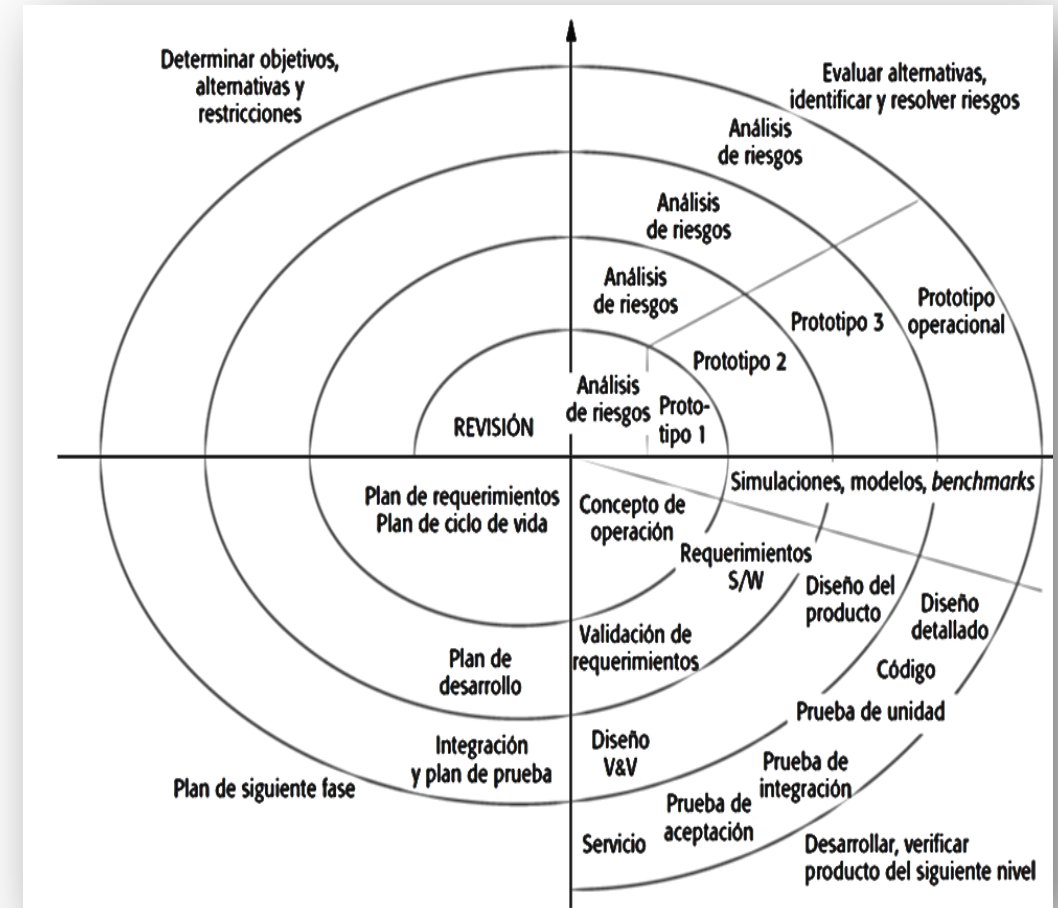 Determinar objetivos,
alternativas y
restricciones
Evaluar alternativas,
identificar y resolver riesgos
Análisis
de riesgos
Análisis
de riesgos
Análisis
de riesgos
Prototipo
operacional
Prototipo 3
Prototipo 2
Análisis
de riesgos
Proto-
tipo 1
REVISIÓN
Simulaciones, modelos, benchmarks
Plan de requerimientos
Plan de ciclo de vida
Concepto de
operación
Requerimientos
S/W
Diseño del
producto
Diseño
detallado
Validación de
requerimientos
Plan de
desarrollo
Código
Prueba de unidad
Integración
y plan de prueba
Diseño
V&V
Prueba de
integración
Plan de siguiente fase
Prueba de
aceptación
Servicio
Desarrollar, verificar
producto del siguiente nivel